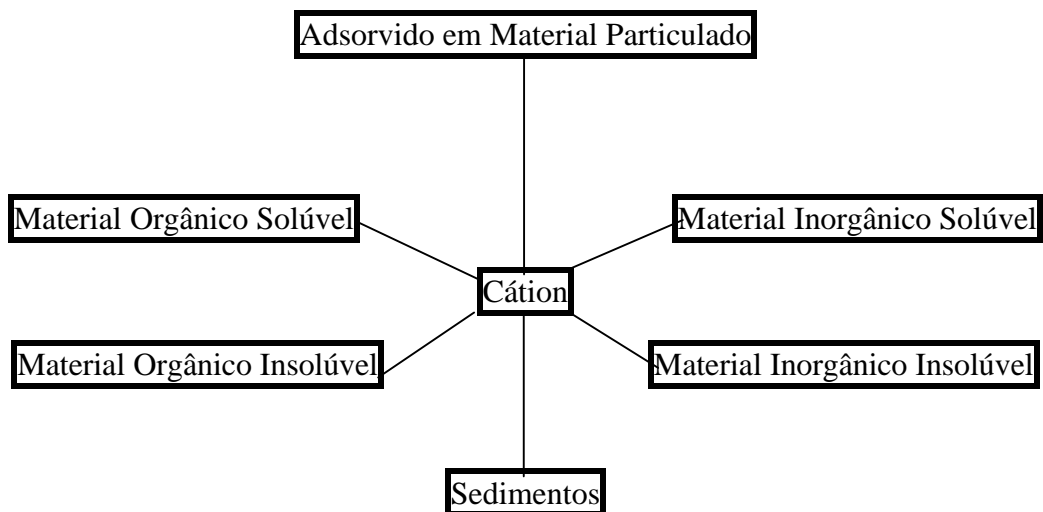 Adsorvido em Material Particulado
Material Orgânico Solúvel
Material Inorgânico Solúvel
Cátion
Material Orgânico Insolúvel
Material Inorgânico Insolúvel
Sedimentos